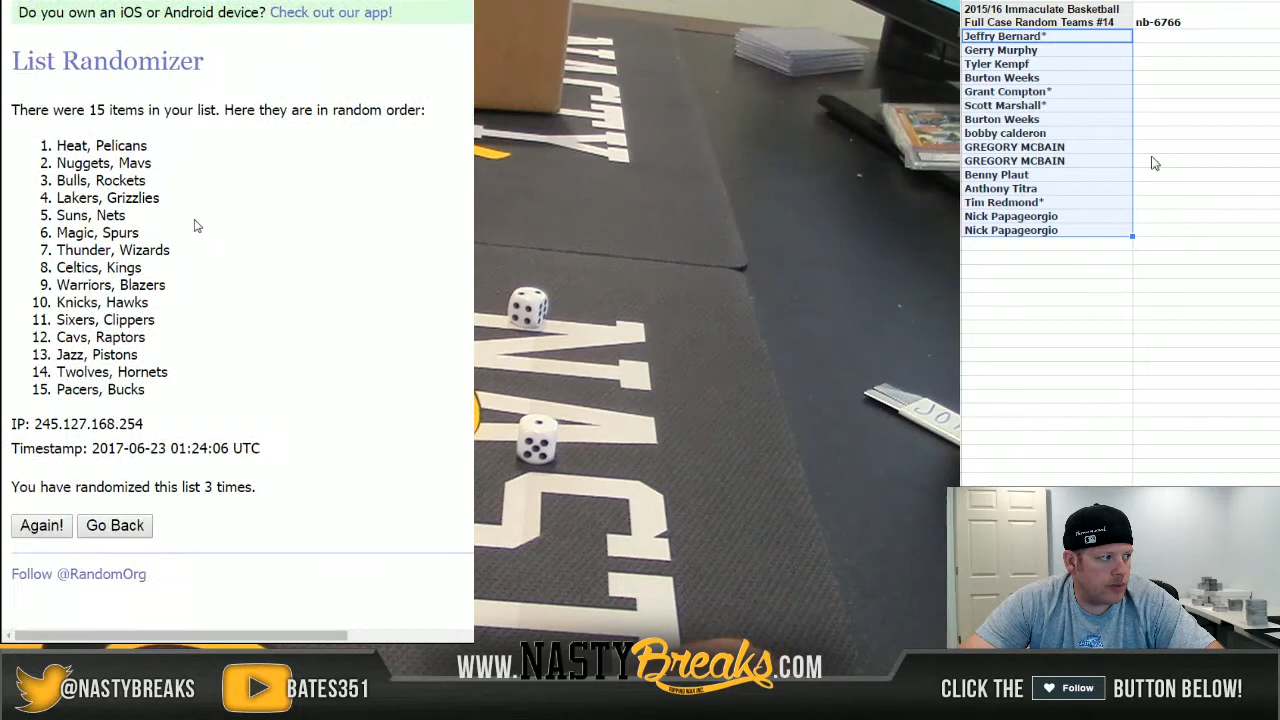 Do you own an iOS or Android device? Check out our app!
List Randomizer
There were 15 items in your list. Here they are in random order:
1. Heat, Pelicans
2. Nuggets, Mavs
3. Bulls, Rockets
4. Lakers, Grizzlies
5. Suns, Nets
6. Magic, Spurs
7. Thunder, Wizards
8. Celtics, Kings
9. Warriors, Blazers
10. Knicks, Hawks
11. Sixers, Clippers
12. Cavs, Raptors
13. Jazz, Pistons
14. Twolves, Hornets
15. Pacers, Bucks
IP: 245.127.168.254
Timestamp: 2017-06-23 01:24:06 UTC
You have randomized this list 3 times.
Again! Go Back
Follow @RandomOrg
NAST
2015/16 Immaculate Basketball
Full Case Random Teams #14 nb-6766
Jeffry Bernard*
Gerry Murphy
Tyler Kempf
Burton Weeks
Grant Compton*
Scott Marshall*
Burton Weeks
bobby calderon
GREGORY MCBAIN
GREGORY MCBAIN
Benny Plaut
Anthony Titra
Tim Redmond*
Nick Papageorgio
Nick Papageorgio
@NASTYBREAKS
BATES351
WWW.NASTYBreaks.COM
RIPPING WAX INC.
CLICK THE Follow BUTTON BELOW!